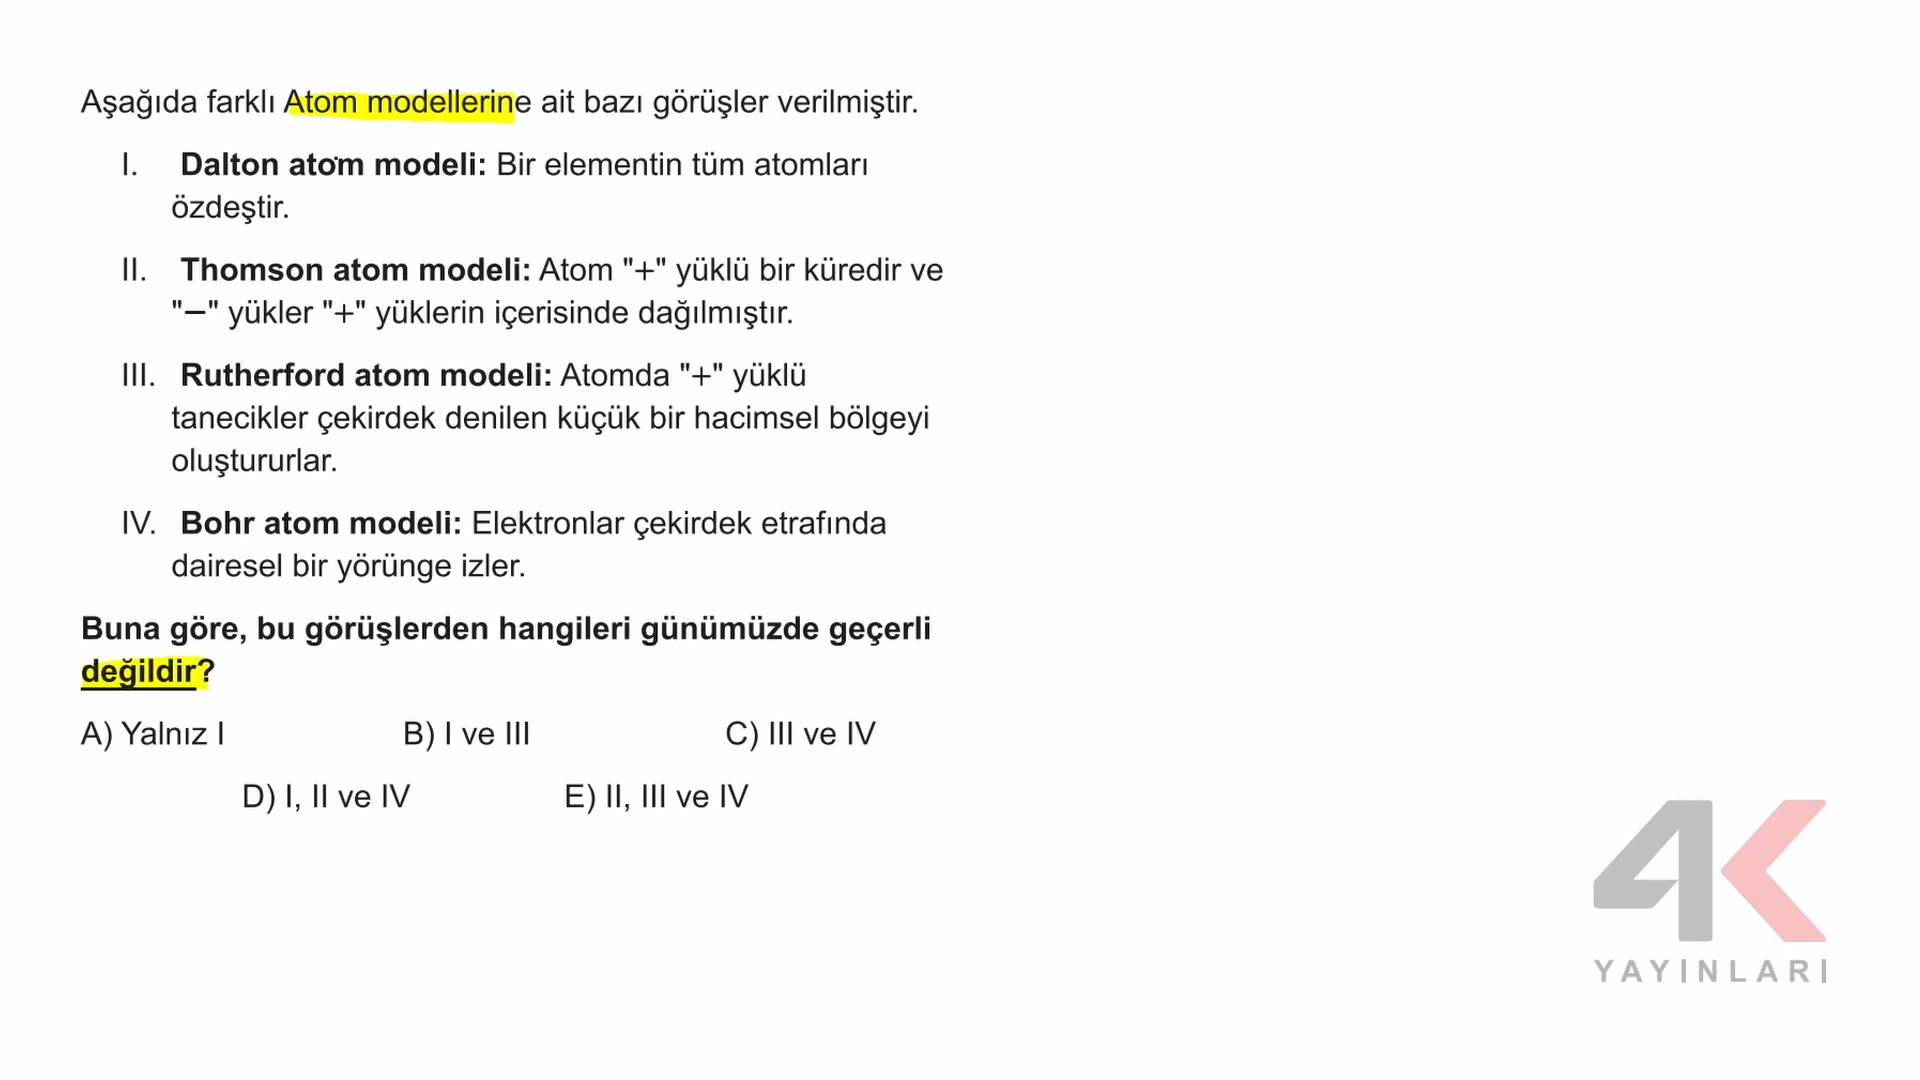 Aşağıda farklı Atom modellerine ait bazı görüşler verilmiştir.
I. Dalton atom modeli: Bir elementin tüm atomları
özdeştir.
II. Thomson atom modeli: Atom "+" yüklü bir küredir ve
"−" yükler "+" yüklerin içerisinde dağılmıştır.
III. Rutherford atom modeli: Atomda "+" yüklü
tanecikler çekirdek denilen küçük bir hacimsel bölgeyi
oluştururlar.
IV. Bohr atom modeli: Elektronlar çekirdek etrafında
dairesel bir yörünge izler.
Buna göre, bu görüşlerden hangileri günümüzde geçerli
değildir?
A) Yalnız I B) I ve III C) III ve IV
D) I, II ve IV E) II, III ve IV
4K
YAYINLARI